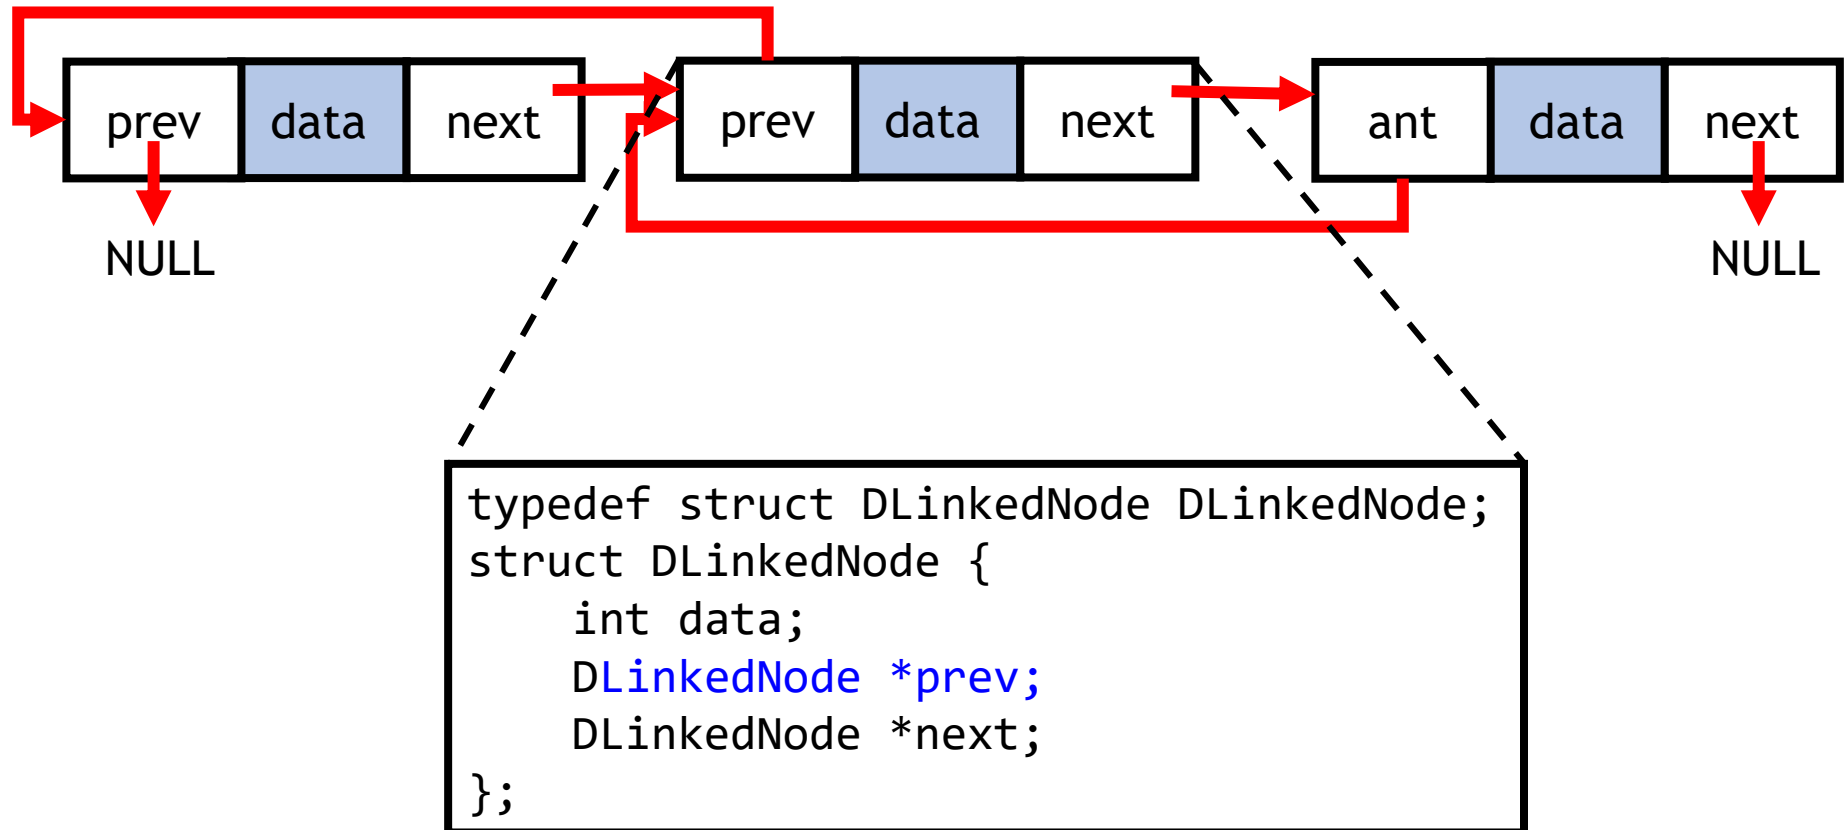 prev data next prev data next ant data next
NULL NULL
typedef struct DLinkedNode DLinkedNode;
struct DLinkedNode {
int data;
DLinkedNode *prev;
DLinkedNode *next;
};